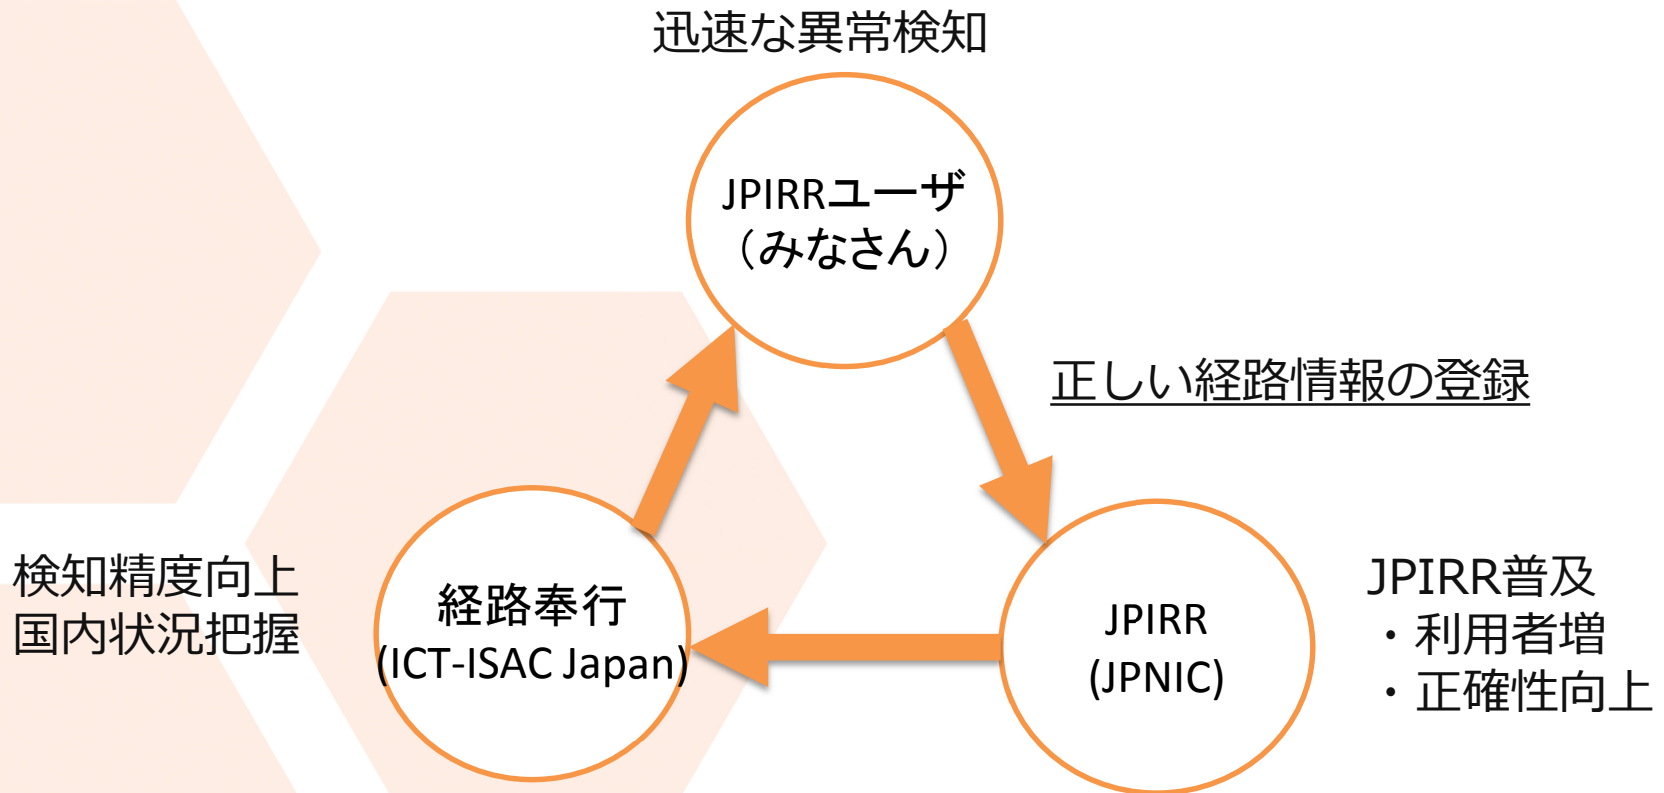 迅速な異常検知
JPIRRユーザ
（みなさん）
正しい経路情報の登録
検知精度向上
国内状況把握
経路奉行
(ICT-ISAC Japan)
JPIRR
(JPNIC)
JPIRR普及
・利用者増
・正確性向上